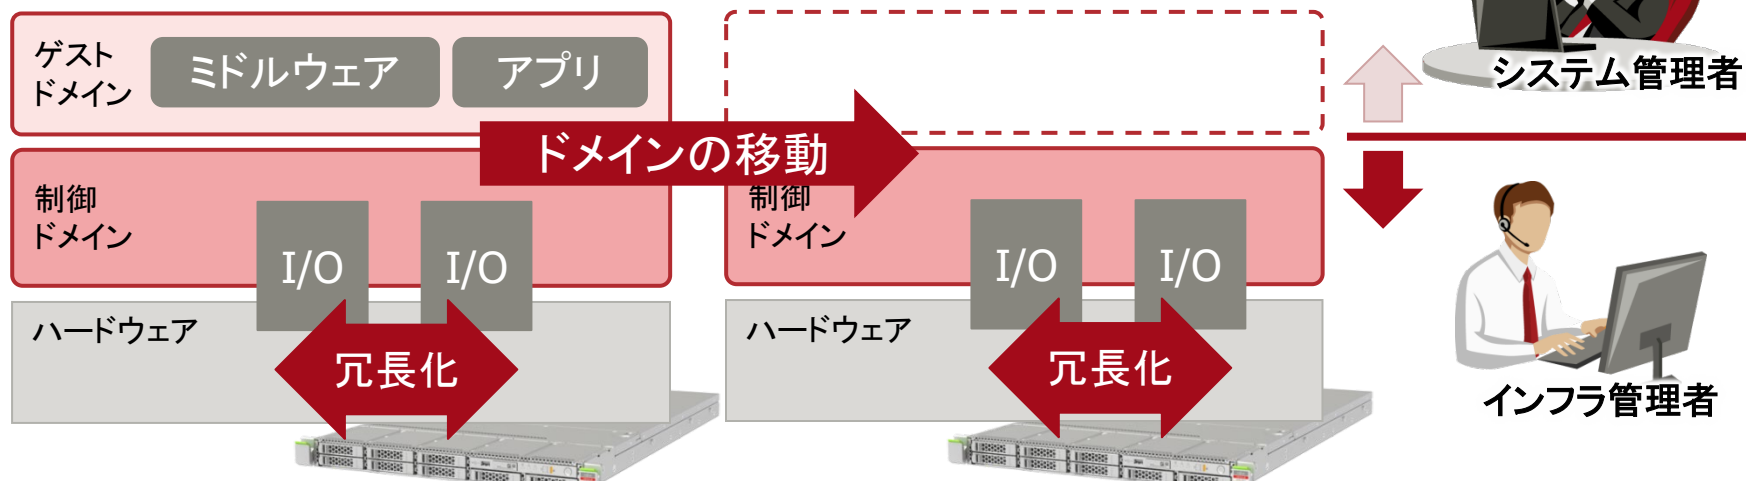 ゲスト
ドメイン
ミドルウェア
アプリ
ドメインの移動
制御
ドメイン
I/O
I/O
ハードウェア
冗長化
制御
ドメイン
I/O
I/O
ハードウェア
冗長化
システム管理者
インフラ管理者